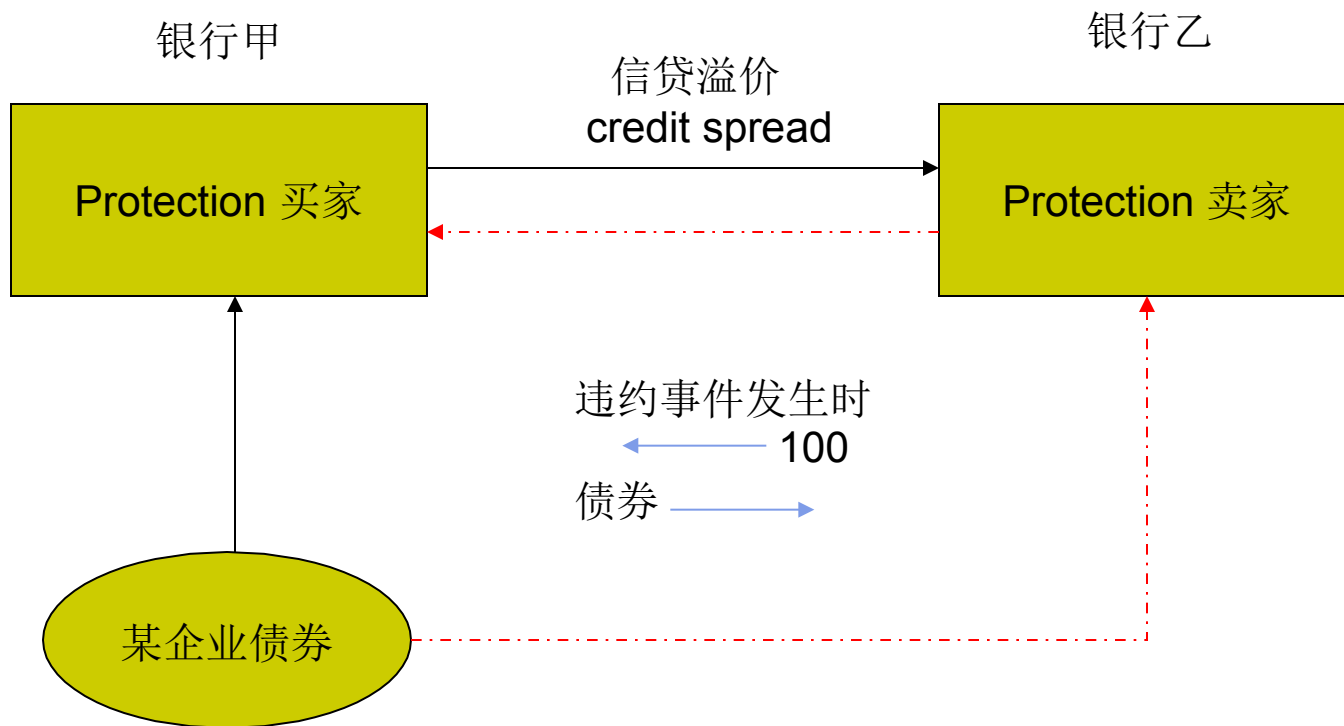 银行甲
银行乙
信贷溢价
credit spread
Protection 买家
Protection 卖家
违约事件发生时
100
债券
某企业债券